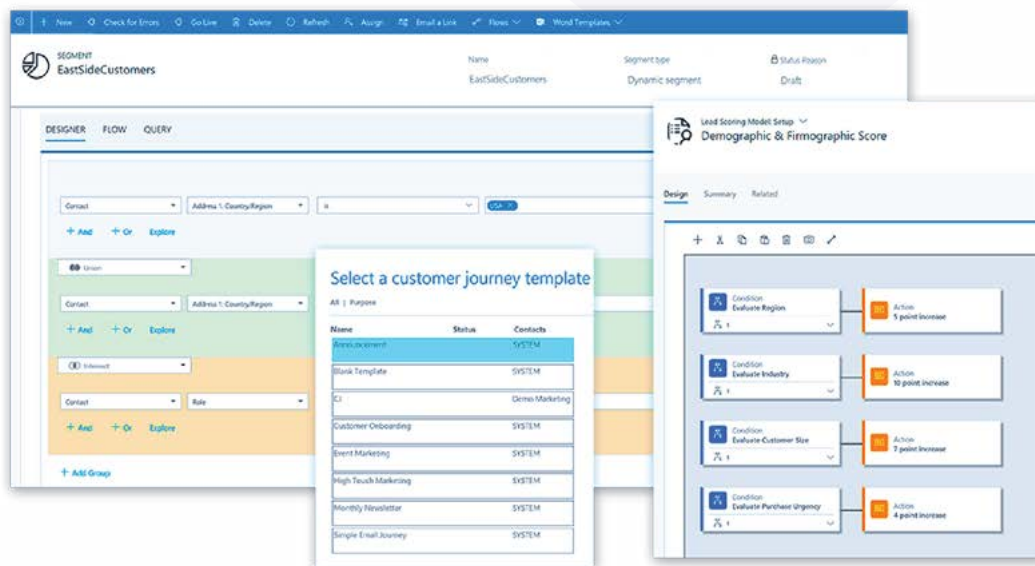 New Check for Errors Go Live Delete Refresh Assign Email a Link Flows Word Templates
SEGMENT
EastSideCustomers
Name
EastSideCustomers
Segment type
Dynamic segment
Status Reason
Draft
DESIGNER FLOW QUERY
Contact Address 1: Country/Region is USA
+ And + Or Explore
Union
Contact Address 1: Country/Region
+ And + Or Explore
Intersect
Contact Role
+ And + Or Explore
+ Add Group
Select a customer journey template
All | Purpose
Name Status Contacts
Announcement SYSTEM
Blank Template SYSTEM
CJ Demo Marketing
Customer Onboarding SYSTEM
Event Marketing SYSTEM
High Touch Marketing SYSTEM
Monthly Newsletter SYSTEM
Simple Email Journey SYSTEM
Lead Scoring Model Setup
Demographic & Firmographic Score
Design Summary Related
Condition
Evaluate Region
1
Action
5 point increase
Condition
Evaluate Industry
1
Action
10 point increase
Condition
Evaluate Customer Size
1
Action
7 point increase
Condition
Evaluate Purchase Urgency
1
Action
4 point increase